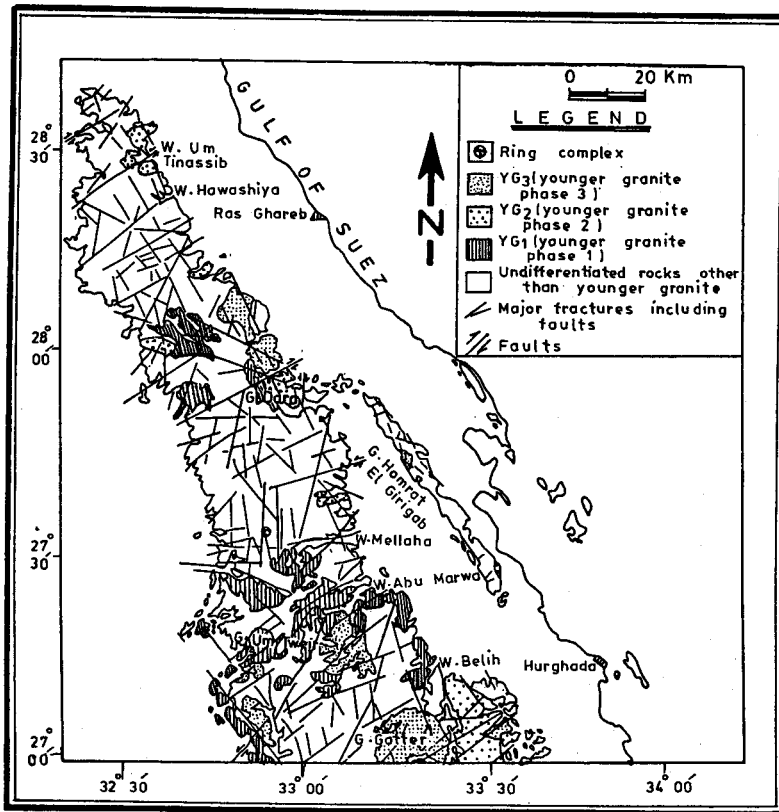 0 20 Km
LEGEND
Ring complex
YG3 (younger granite
phase 3)
YG2 (younger granite
phase 2)
YG1 (younger granite
phase 1)
Undifferentiated rocks other
than younger granite
Major fractures including
faults
Faults
N
GULF OF SUEZ
28°
30´
W. Um
Tinassib
W. Hawashiya
Ras Ghareb
28°
00´
G. Dara
G. Homrat
El Girigab
27°
30´
W. Mellaha
W. Abu Marwa
W. Belih
Hurghada
G. Gatter
27°
00´
32° 30´
33° 00´
33° 30´
34° 00´